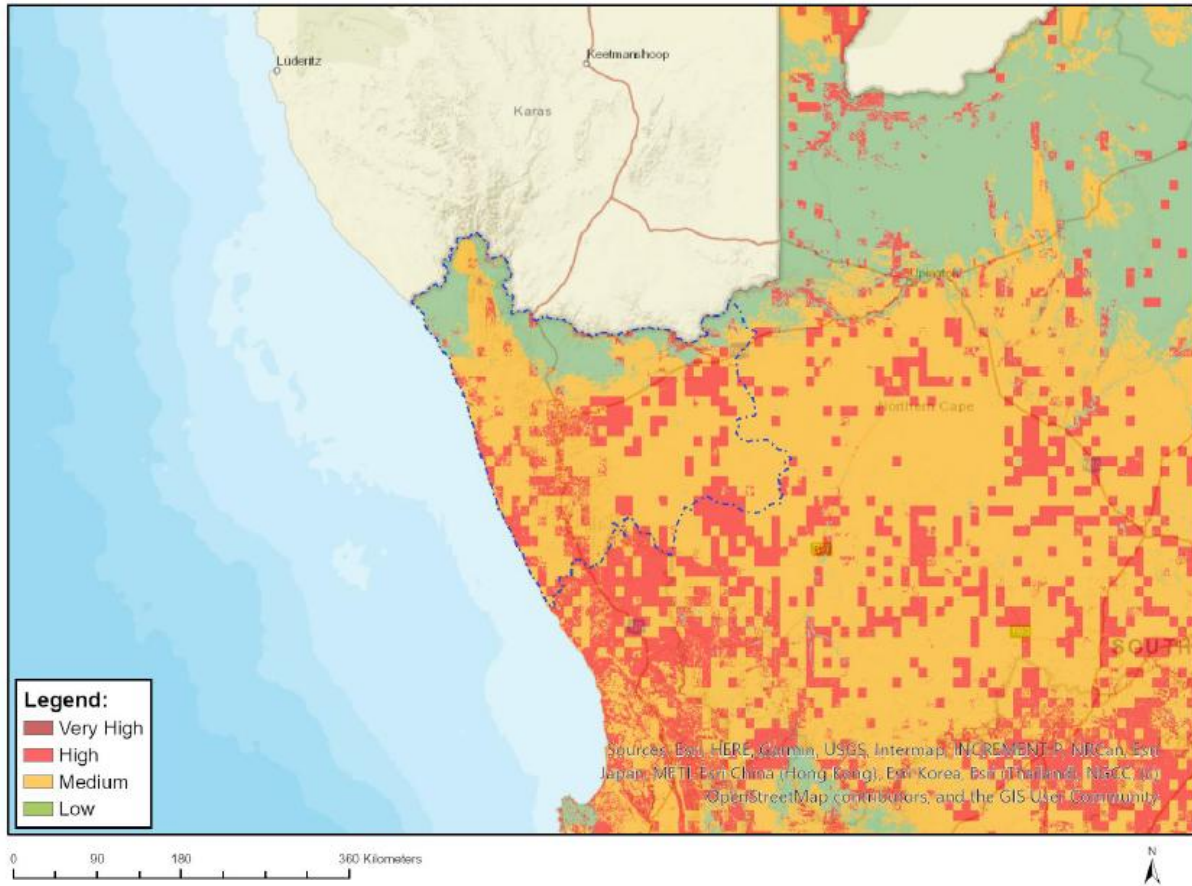 Lüderitz
Keetmanshoop
Karas
Upington
Northern Cape
SOUTH
Legend:
Very High
High
Medium
Low
Sources: Esri, HERE, Garmin, USGS, Intermap, INCREMENT P, NRCan, Esri
Japan, METI, Esri China (Hong Kong), Esri Korea, Esri (Thailand), NGCC, (c)
OpenStreetMap contributors, and the GIS User Community
0 90 180 360 Kilometers
N